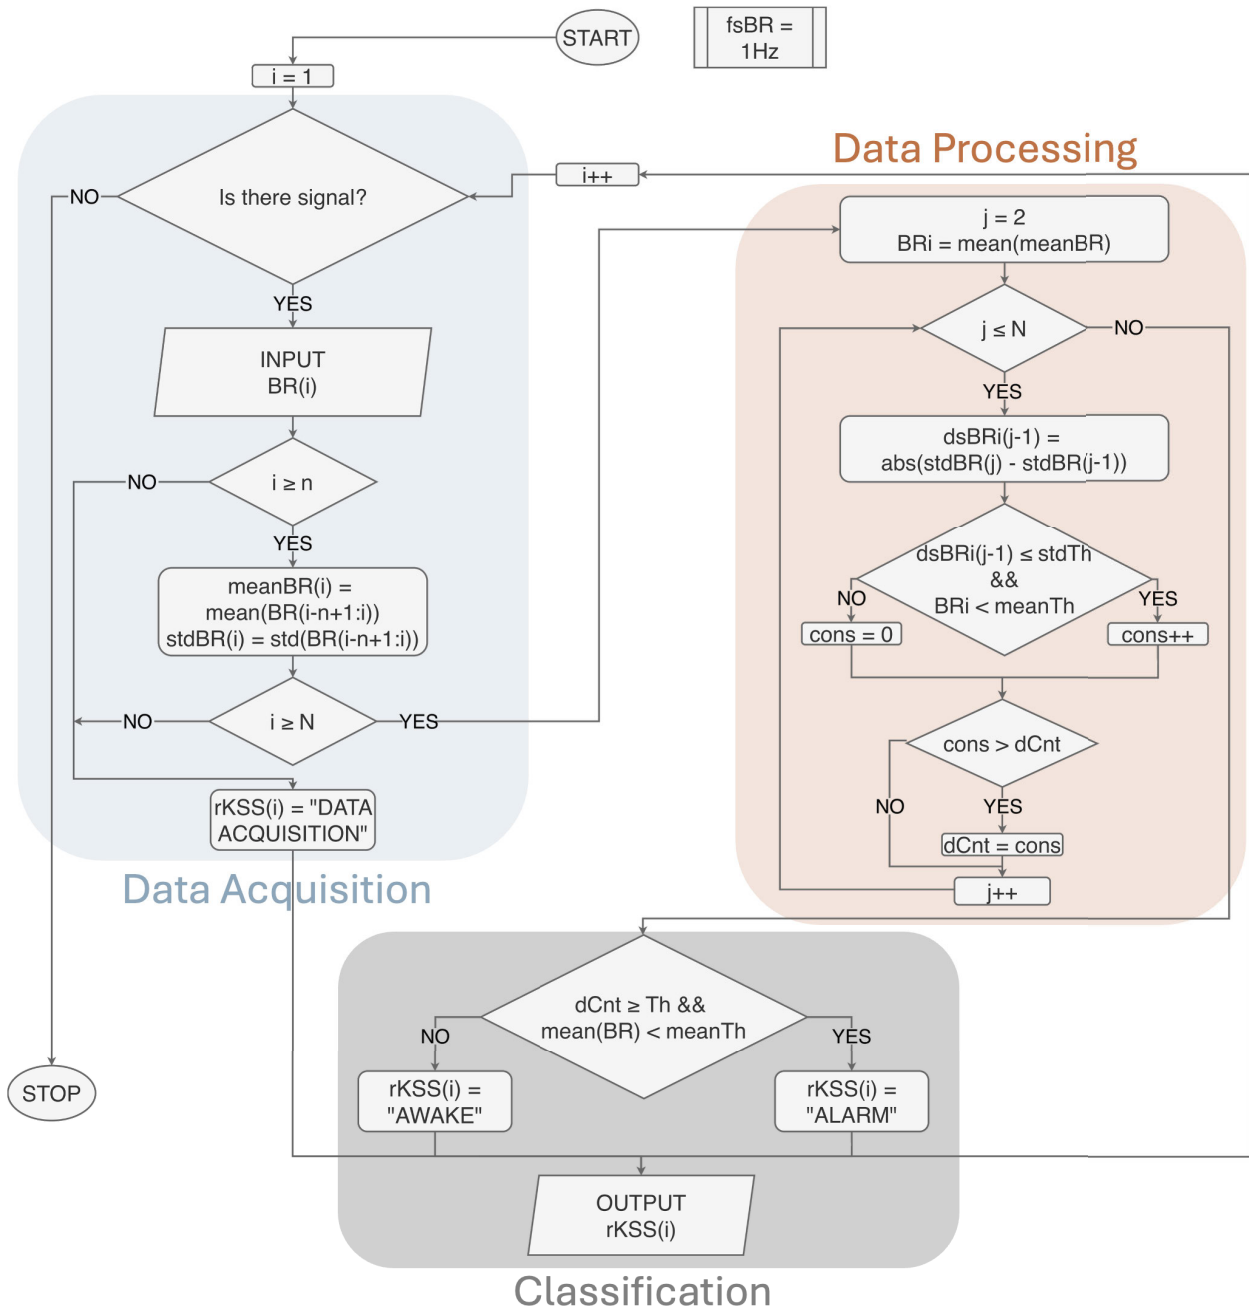 START
fsBR =
1Hz
i = 1
Data Processing
Is there signal?
NO
i++
j = 2
BRi = mean(meanBR)
YES
INPUT
BR(i)
j ≤ N
NO
YES
i ≥ n
NO
YES
dsBRi(j-1) =
abs(stdBR(j) - stdBR(j-1))
meanBR(i) =
mean(BR(i-n+1:i))
stdBR(i) = std(BR(i-n+1:i))
dsBRi(j-1) ≤ stdTh
&&
BRi < meanTh
NO
YES
cons = 0
cons++
i ≥ N
NO
YES
cons > dCnt
NO
YES
rKSS(i) = "DATA
ACQUISITION"
dCnt = cons
j++
Data Acquisition
dCnt ≥ Th &&
mean(BR) < meanTh
NO
YES
STOP
rKSS(i) =
"AWAKE"
rKSS(i) =
"ALARM"
OUTPUT
rKSS(i)
Classification